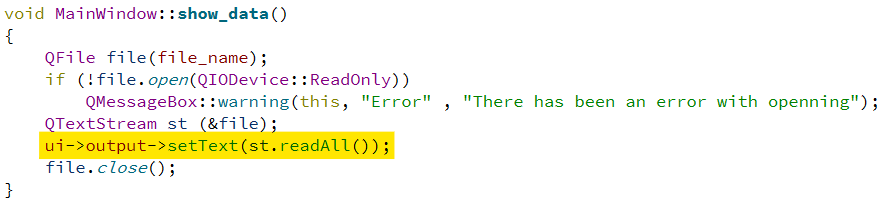 void MainWindow::show_data()
{
    QFile file(file_name);
    if (!file.open(QIODevice::ReadOnly))
        QMessageBox::warning(this, "Error" , "There has been an error with openning");
    QTextStream st (&file);
    ui->output->setText(st.readAll());
    file.close();
}